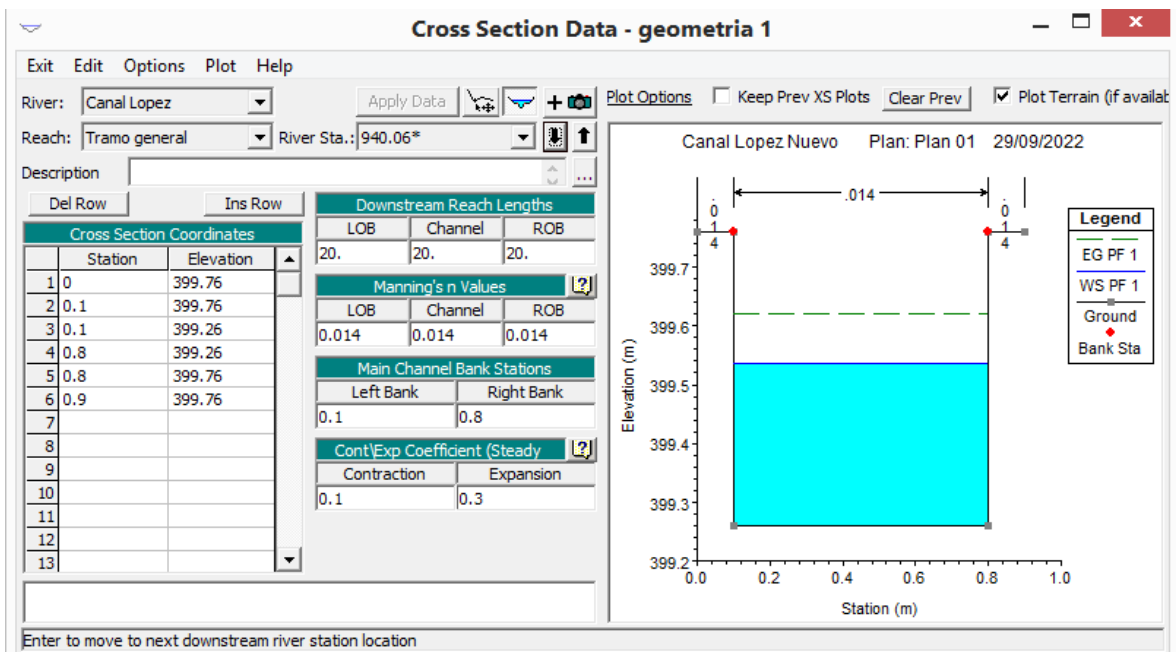 Cross Section Data - geometria 1
Exit Edit Options Plot Help
River: Canal Lopez Apply Data
Reach: Tramo general River Sta.: 940.06*
Description ...
Del Row Ins Row
Cross Section Coordinates
Station Elevation
1 0 399.76
2 0.1 399.76
3 0.1 399.26
4 0.8 399.26
5 0.8 399.76
6 0.9 399.76
7
8
9
10
11
12
13
Downstream Reach Lengths
LOB Channel ROB
20. 20. 20.
Manning's n Values
LOB Channel ROB
0.014 0.014 0.014
Main Channel Bank Stations
Left Bank Right Bank
0.1 0.8
Cont\Exp Coefficient (Steady
Contraction Expansion
0.1 0.3
Plot Options Keep Prev XS Plots Clear Prev Plot Terrain (if availab
Canal Lopez Nuevo Plan: Plan 01 29/09/2022
.014 .014 .014
399.7
399.6
399.5
399.4
399.3
399.2
Elevation (m)
0.0 0.2 0.4 0.6 0.8 1.0
Station (m)
Legend
EG PF 1
WS PF 1
Ground
Bank Sta
Enter to move to next downstream river station location